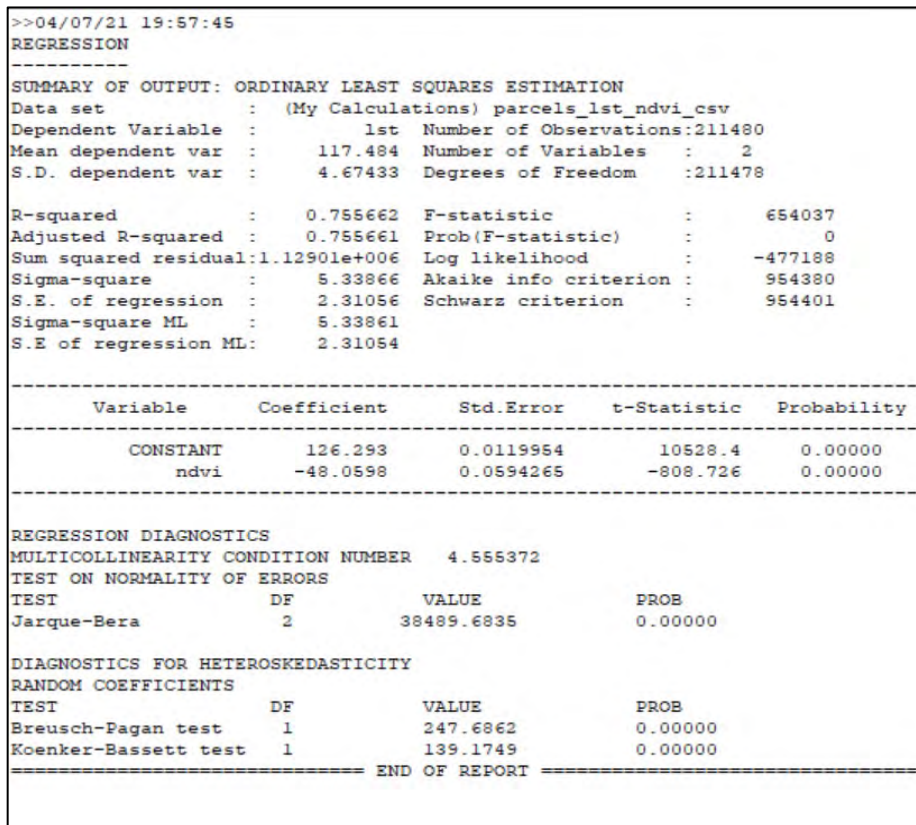 >>04/07/21 19:57:45
REGRESSION
----------
SUMMARY OF OUTPUT: ORDINARY LEAST SQUARES ESTIMATION
Data set            :  (My Calculations) parcels_lst_ndvi_csv
Dependent Variable  :         lst  Number of Observations:211480
Mean dependent var  :     117.484  Number of Variables   :    2
S.D. dependent var  :     4.67433  Degrees of Freedom    :211478
R-squared           :    0.755662  F-statistic           :      654037
Adjusted R-squared  :    0.755661  Prob(F-statistic)     :           0
Sum squared residual:1.12901e+006  Log likelihood        :     -477188
Sigma-square        :     5.33866  Akaike info criterion :      954380
S.E. of regression  :     2.31056  Schwarz criterion     :      954401
Sigma-square ML     :     5.33861
S.E of regression ML:     2.31054
-----------------------------------------------------------------------------
Variable     Coefficient      Std.Error    t-Statistic   Probability
-----------------------------------------------------------------------------
CONSTANT        126.293      0.0119954        10528.4     0.00000
ndvi       -48.0598      0.0594265       -808.726     0.00000
-----------------------------------------------------------------------------
REGRESSION DIAGNOSTICS
MULTICOLLINEARITY CONDITION NUMBER   4.555372
TEST ON NORMALITY OF ERRORS
TEST                  DF           VALUE             PROB
Jarque-Bera            2        38489.6835           0.00000
DIAGNOSTICS FOR HETEROSKEDASTICITY
RANDOM COEFFICIENTS
TEST                  DF           VALUE             PROB
Breusch-Pagan test     1          247.6862           0.00000
Koenker-Bassett test   1          139.1749           0.00000
============================== END OF REPORT ================================